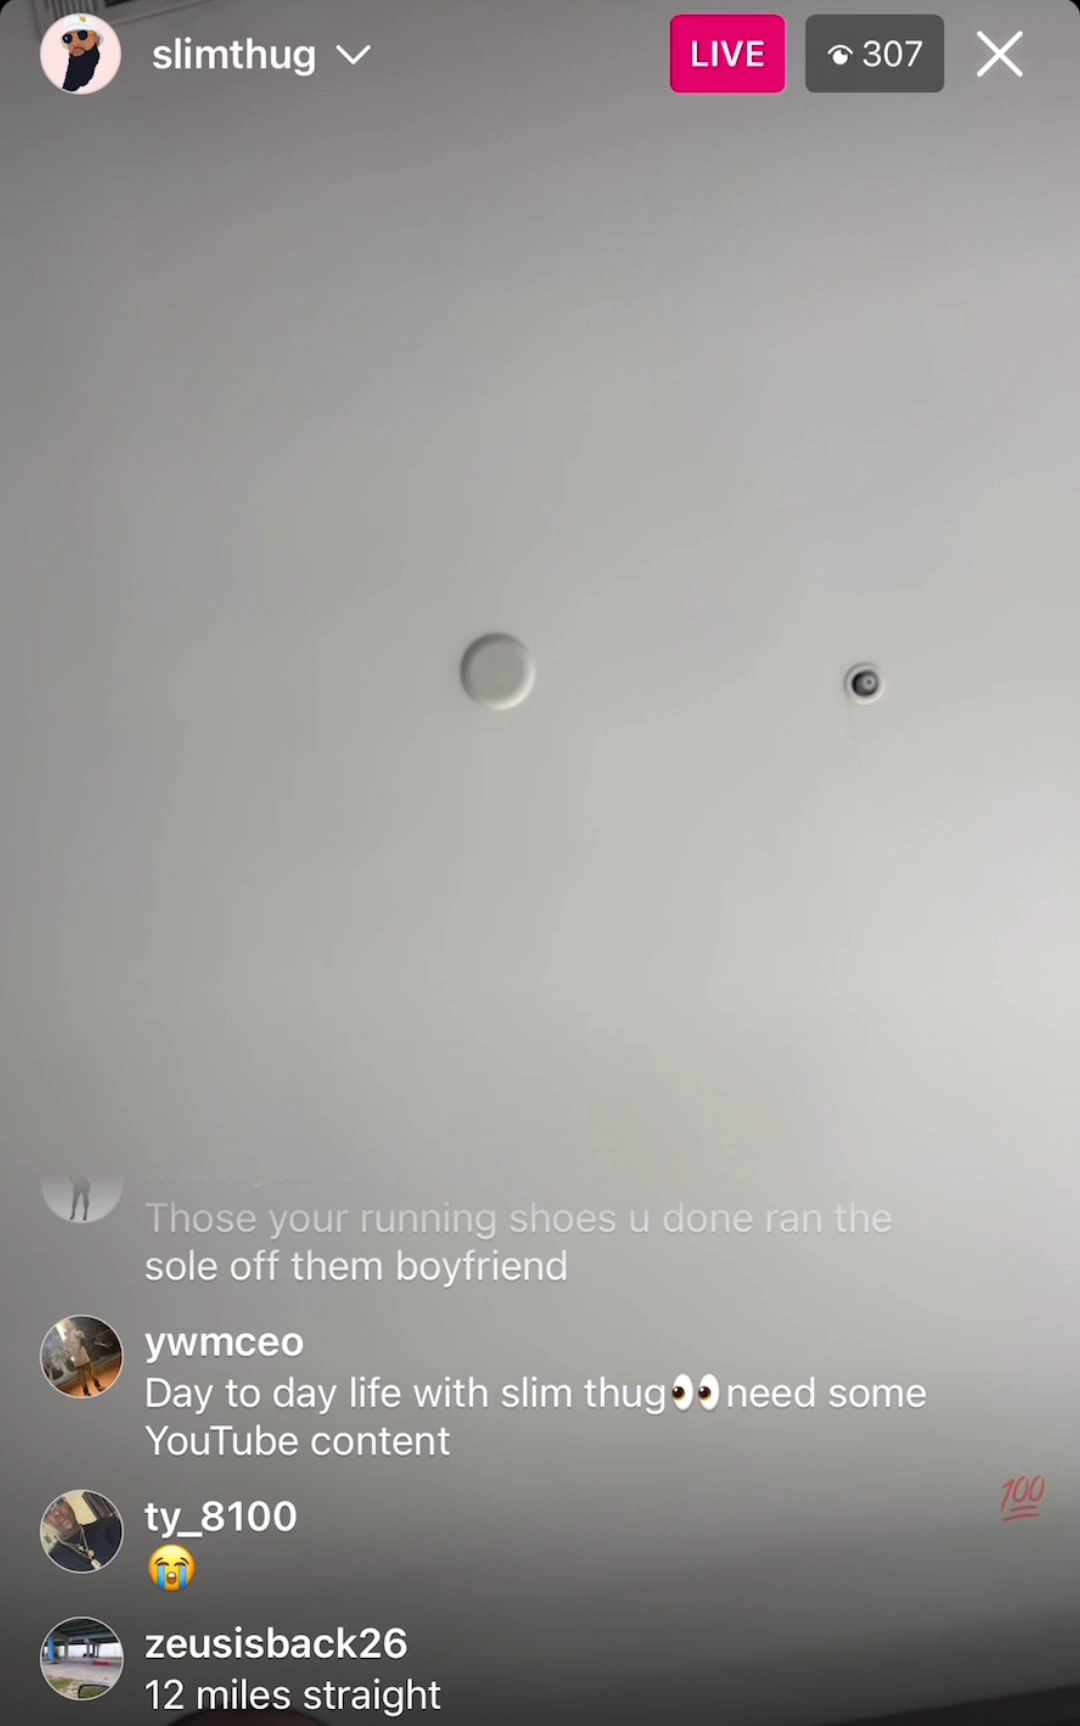 slimthug
LIVE
307
Those your running shoes u done ran the
sole off them boyfriend
ywmceo
Day to day life with slim thug👀need some
YouTube content
💯
ty_8100
😭
zeusisback26
12 miles straight